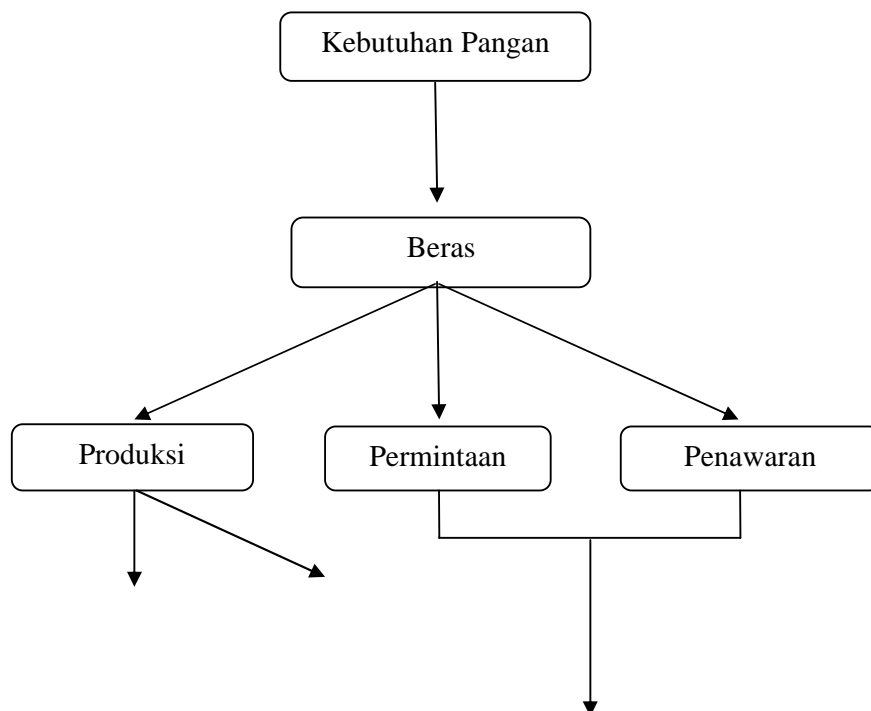 Kebutuhan Pangan
Beras
Produksi
Permintaan
Penawaran